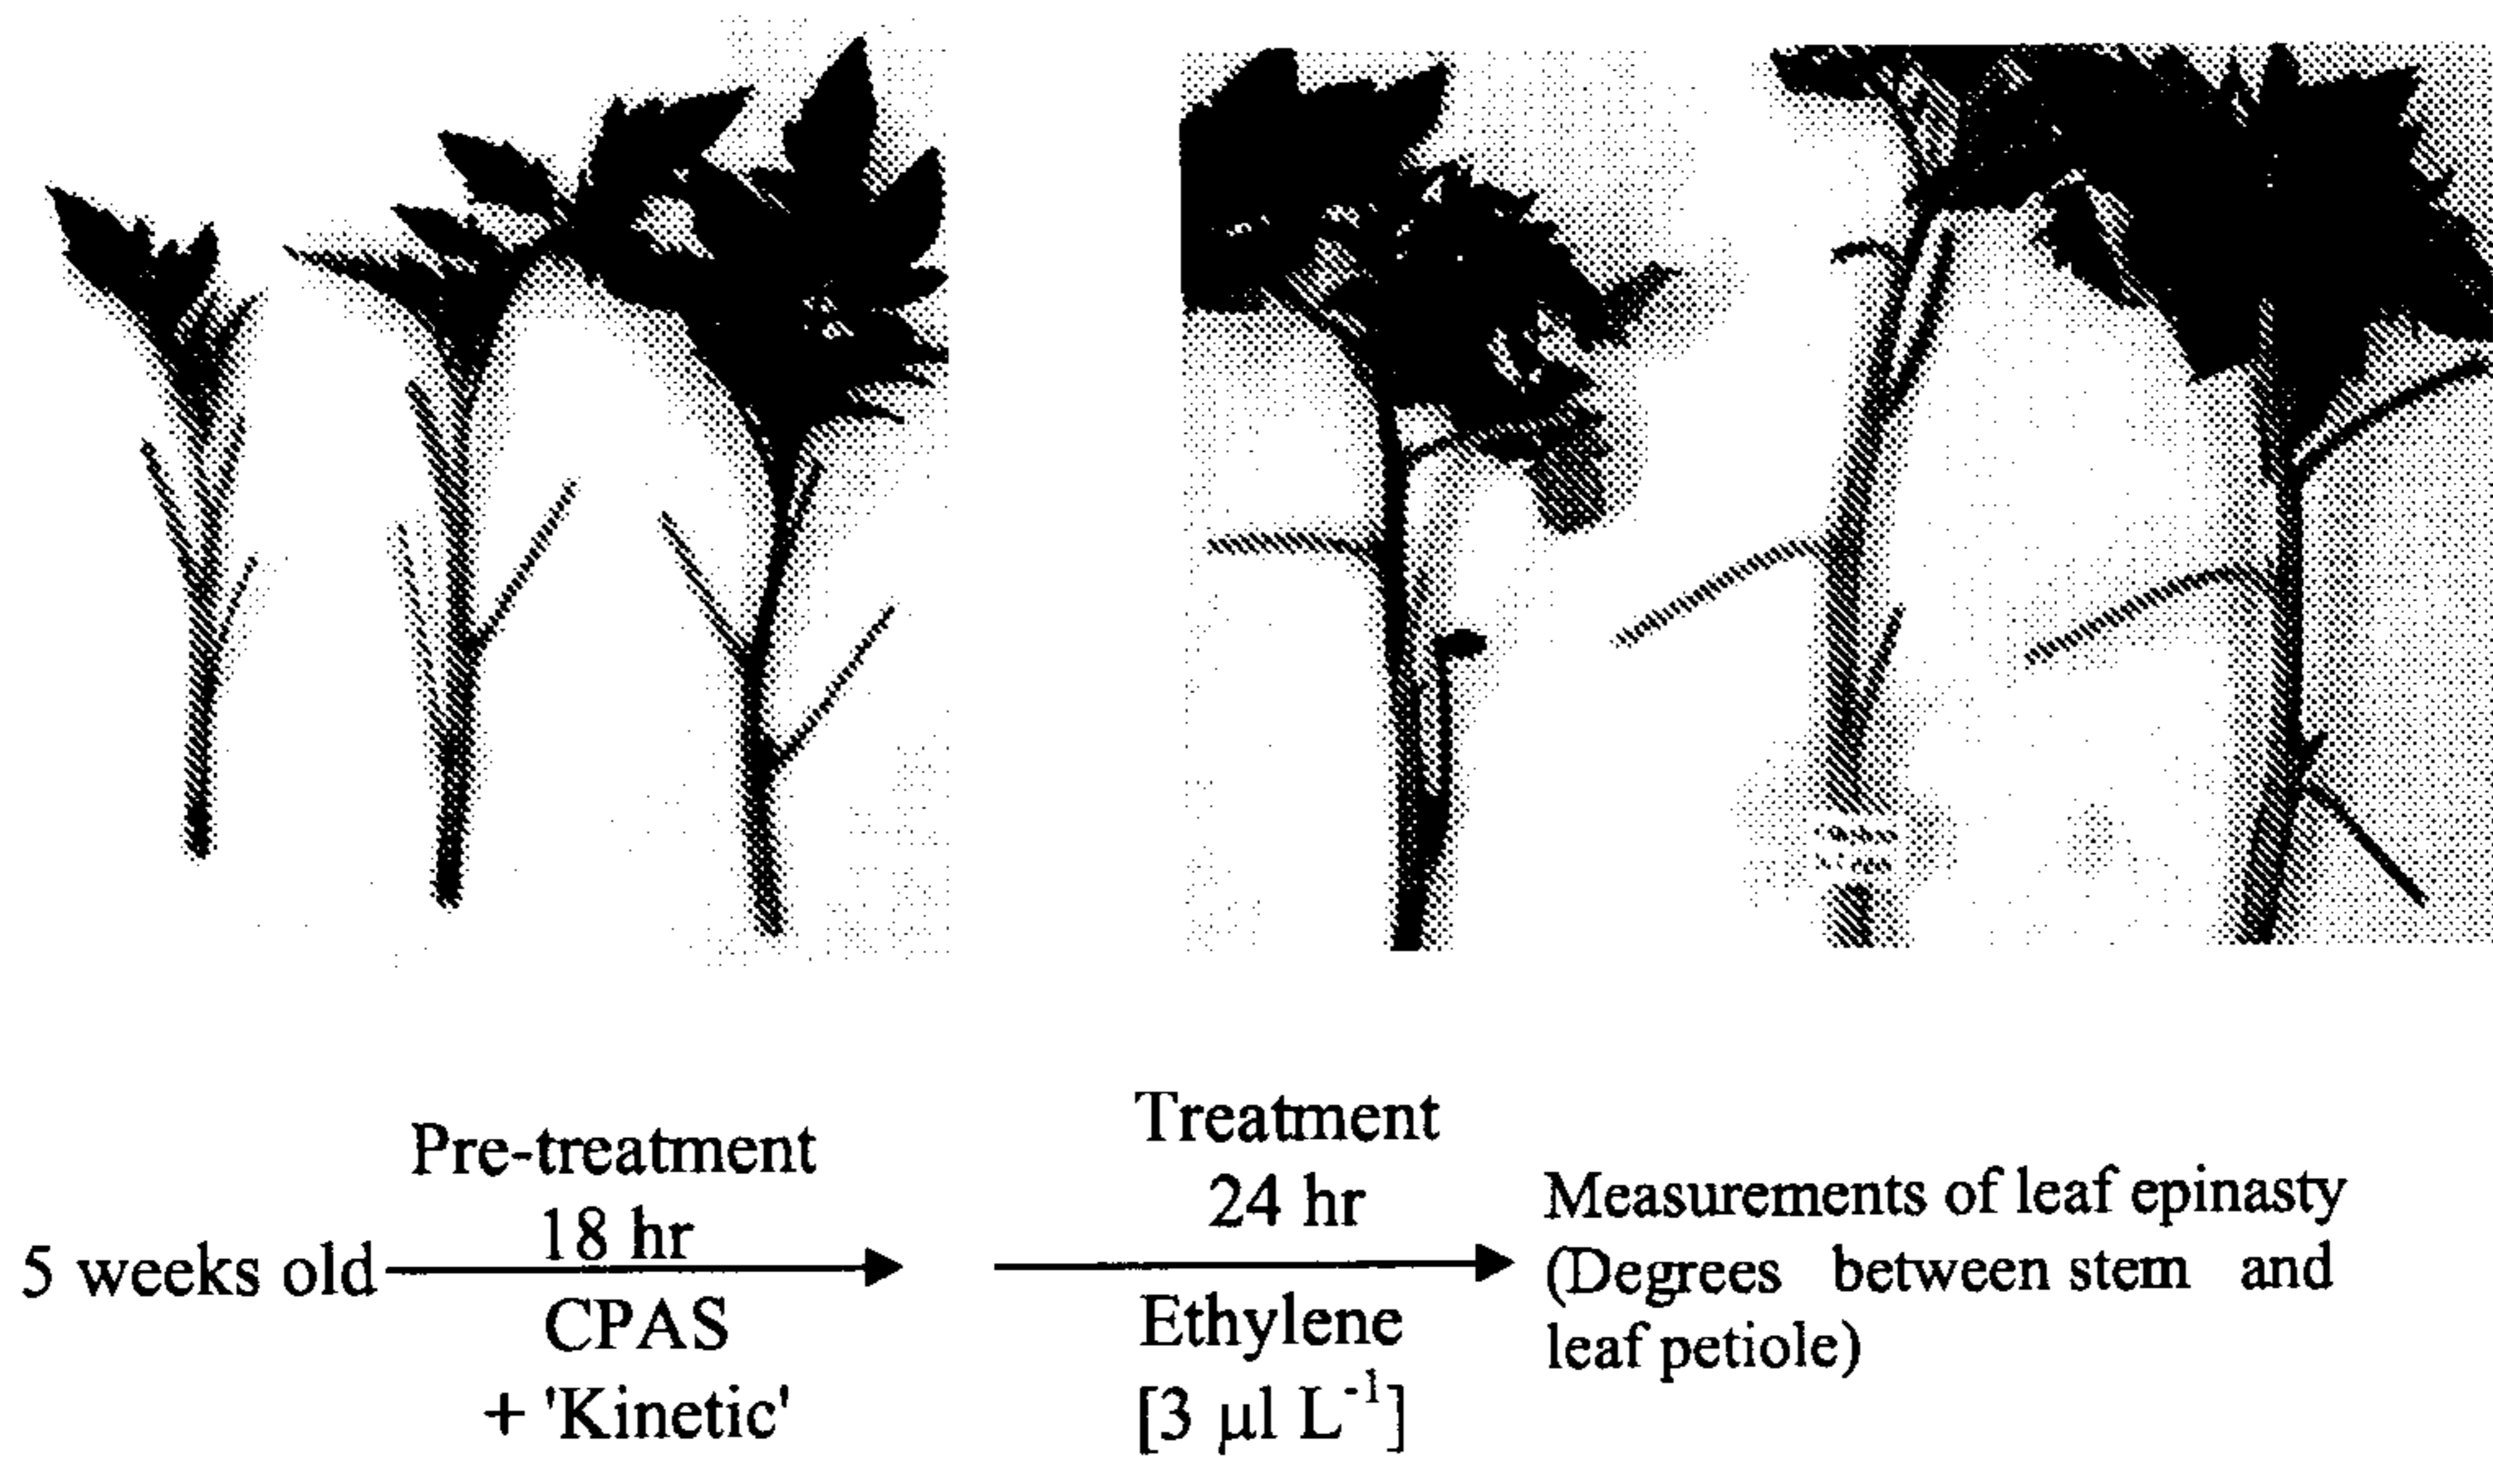 Pre-treatment
18 hr
5 weeks old
CPAS
+ 'Kinetic'
Treatment
24 hr
Ethylene
[3 µl L⁻¹]
Measurements of leaf epinasty
(Degrees between stem and
leaf petiole)